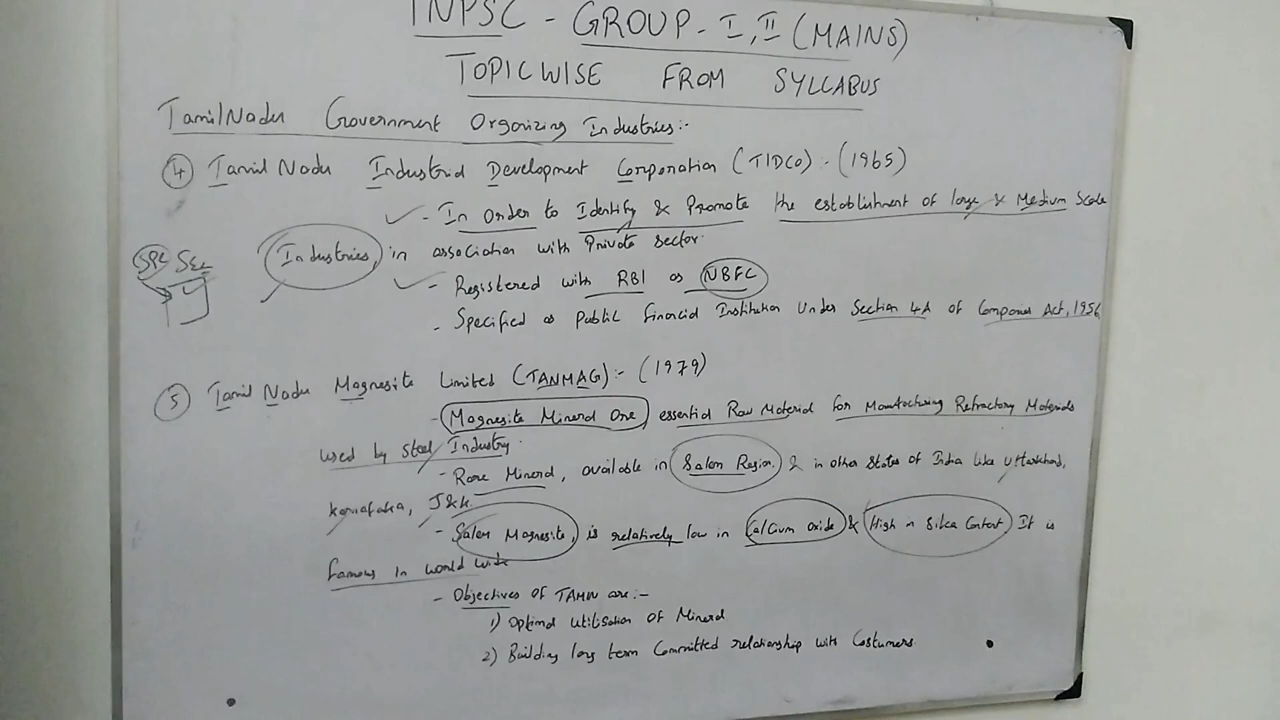 TNPSC - GROUP - I, II (MAINS)
TOPICWISE FROM SYLLABUS
TamilNadu Government Organizing Industries:-
④ Tamil Nadu Industrial Development Corporation (TIDCO) :- (1965)
- In order to Identify & Promote the establishment of large & Medium Scale
Industries, in association with Private sector.
- Registered with RBI as NBFC
- Specified as Public Financial Institution Under Section 4A of Companies Act, 1956
⑤ Tamil Nadu Magnesite Limited (TANMAG):- (1979)
- Magnesite Mineral One essential Raw Material for Manufacturing Refractory Materials
used by Steel Industry.
- Rare Mineral, available in Salem Region & in other States of India like Uttarkhand,
Karnataka, J&K.
- Salem Magnesite, is relatively low in Calcium oxide & High in Silica Content It is
famous in world wide
- Objectives of are:-
1) Optimal utilisation of Mineral
2) Building long term Committed relationship with Costumers.